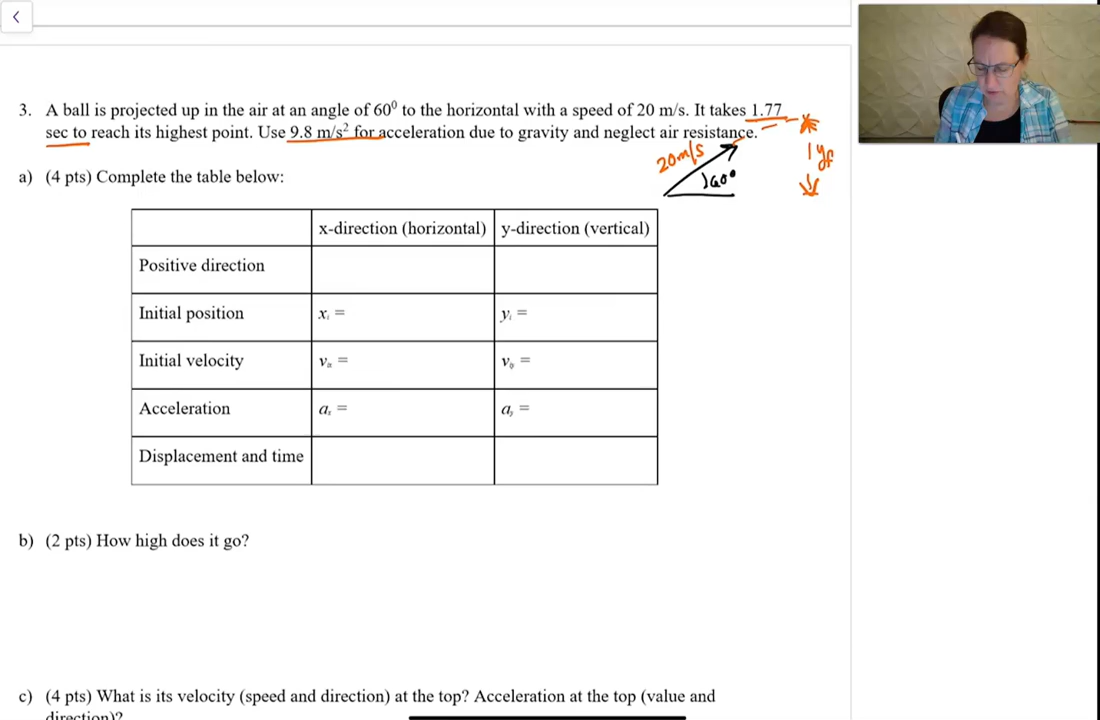 3. A ball is projected up in the air at an angle of 60⁰ to the horizontal with a speed of 20 m/s. It takes 1.77
sec to reach its highest point. Use 9.8 m/s² for acceleration due to gravity and neglect air resistance.
20m/s
60°
yf
a) (4 pts) Complete the table below:
x-direction (horizontal) y-direction (vertical)
Positive direction
Initial position xᵢ = yᵢ =
Initial velocity vᵢₓ = vᵢᵧ =
Acceleration aₓ = aᵧ =
Displacement and time
b) (2 pts) How high does it go?
c) (4 pts) What is its velocity (speed and direction) at the top? Acceleration at the top (value and
direction)?